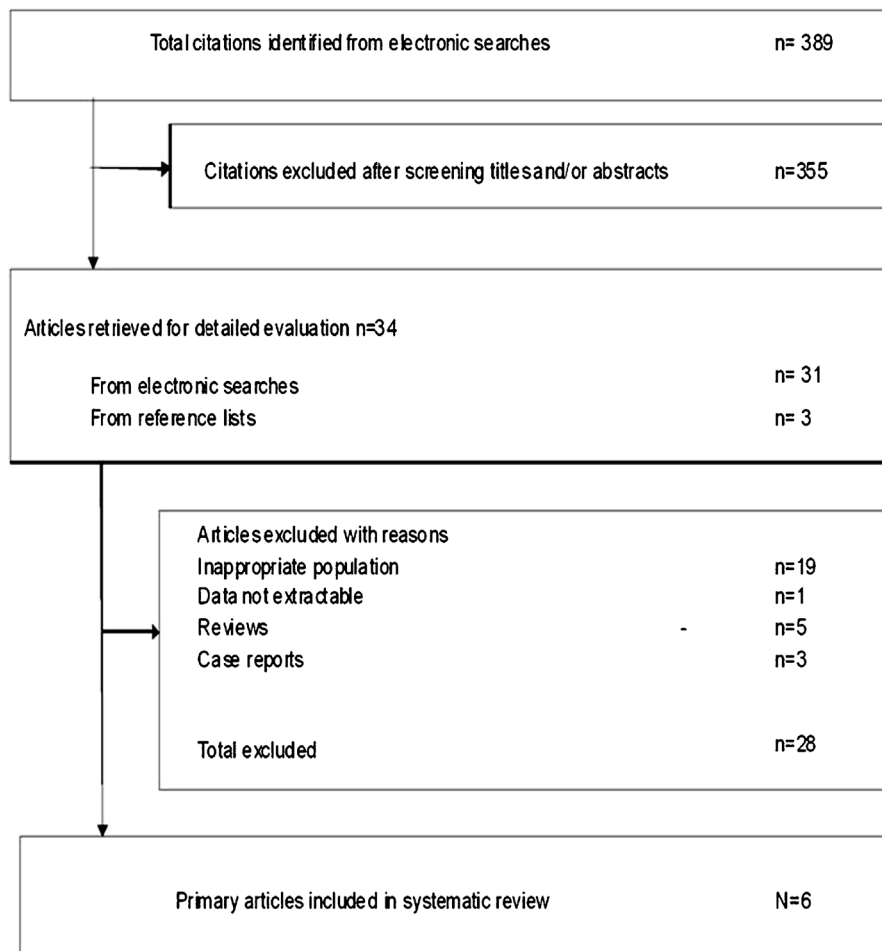 Total citations identified from electronic searches n= 389
Citations excluded after screening titles and/or abstracts n=355
Articles retrieved for detailed evaluation n=34
From electronic searches n= 31
From reference lists n= 3
Articles excluded with reasons
Inappropriate population n=19
Data not extractable n=1
Reviews - n=5
Case reports n=3
Total excluded n=28
Primary articles included in systematic review N=6